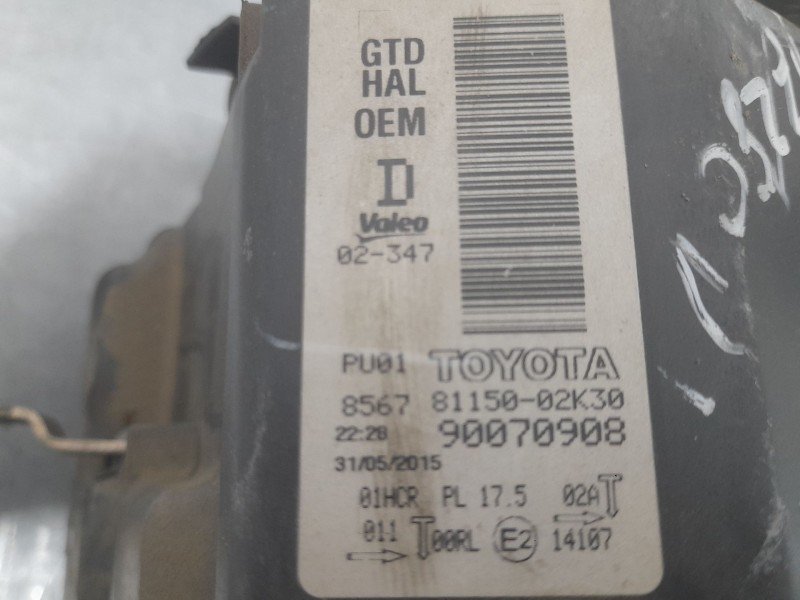 GTD
HAL
OEM
Valeo
02-347
PU01 TOYOTA
8567 81150-02K30
22:28 90070908
31/05/2015
01HCR PL 17.5 02A
011 00RL E2 14107